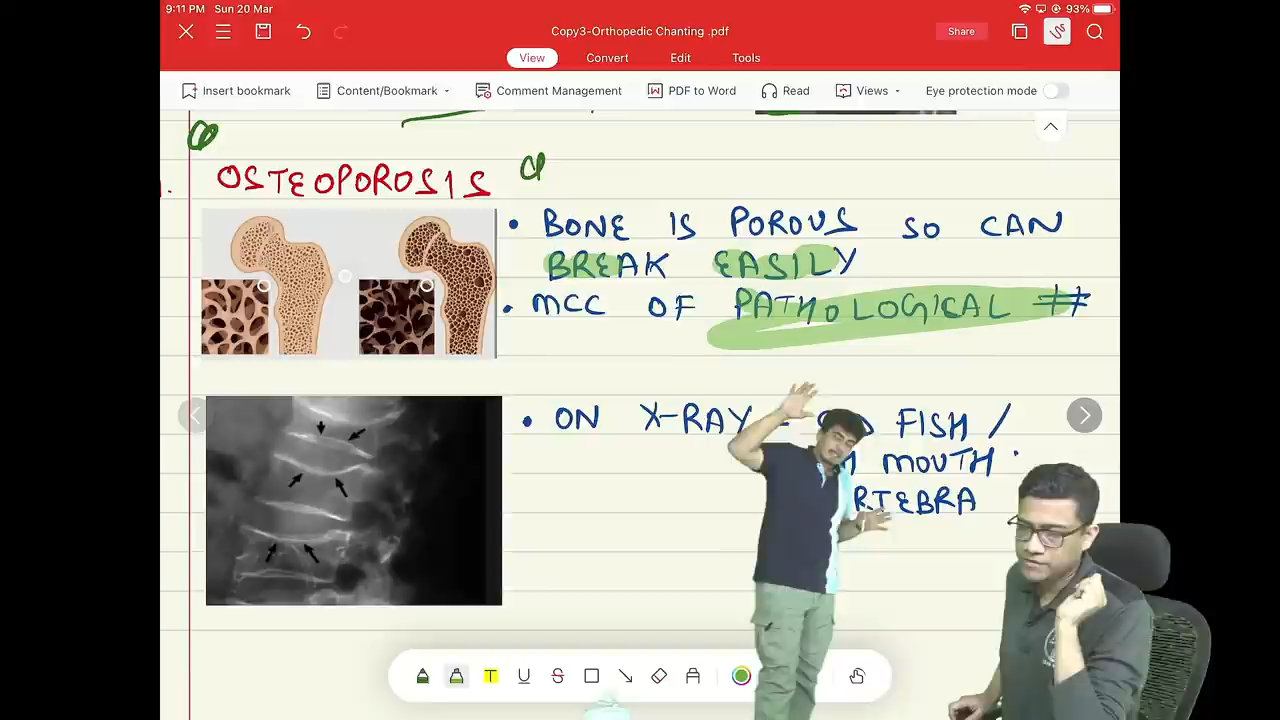 9:11 PM Sun 20 Mar
93%
Copy3-Orthopedic Chanting .pdf
Share
View Convert Edit Tools
Insert bookmark Content/Bookmark Comment Management PDF to Word Read Views Eye protection mode
OSTEOPOROSIS
• BONE IS POROUS SO CAN
BREAK EASILY
• MCC OF PATHOLOGICAL #
• ON X-RAY - FISH /
MOUTH
T